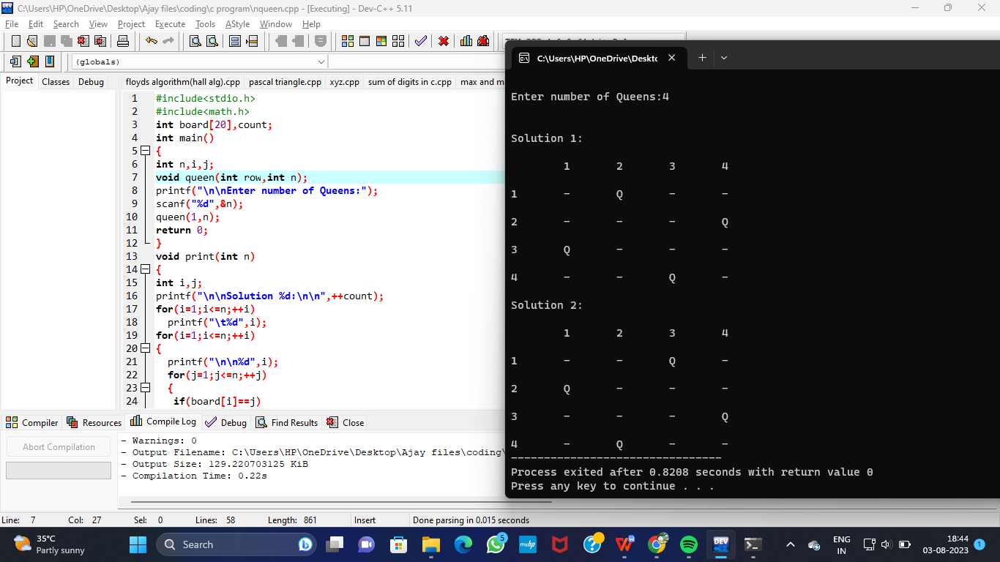 C:\Users\HP\OneDrive\Desktop\Ajay files\coding\c program\nqueen.cpp - [Executing] - Dev-C++ 5.11
File Edit Search View Project Execute Tools AStyle Window Help
(globals)
Project Classes Debug
floyds algorithm(hall alg).cpp pascal triangle.cpp xyz.cpp sum of digits in c.cpp max and m
1 #include<stdio.h>
2 #include<math.h>
3 int board[20],count;
4 int main()
5 {
6 int n,i,j;
7 void queen(int row,int n);
8 printf("\n\nEnter number of Queens:");
9 scanf("%d",&n);
10 queen(1,n);
11 return 0;
12 }
13 void print(int n)
14 {
15 int i,j;
16 printf("\n\nSolution %d:\n\n",++count);
17 for(i=1;i<=n;++i)
18 printf("\t%d",i);
19 for(i=1;i<=n;++i)
20 {
21 printf("\n\n%d",i);
22 for(j=1;j<=n;++j)
23 {
24 if(board[i]==j)
C:\Users\HP\OneDrive\Deskto
Enter number of Queens:4
Solution 1:
1 2 3 4
1 - Q - -
2 - - - Q
3 Q - - -
4 - - Q -
Solution 2:
1 2 3 4
1 - - Q -
2 Q - - -
3 - - - Q
4 - Q - -
--------------------------------
Process exited after 0.8208 seconds with return value 0
Press any key to continue . . .
Compiler Resources Compile Log Debug Find Results Close
Abort Compilation
- Warnings: 0
- Output Filename: C:\Users\HP\OneDrive\Desktop\Ajay files\coding\
- Output Size: 129.220703125 KiB
- Compilation Time: 0.22s
Line: 7 Col: 27 Sel: 0 Lines: 58 Length: 861 Insert Done parsing in 0.015 seconds
35°C
Partly sunny
Search
5
myhp
DEV
ENG
IN
18:44
03-08-2023
1